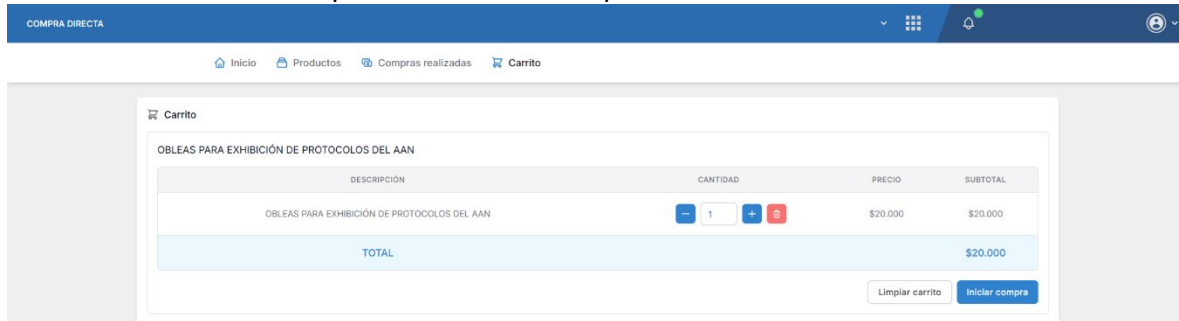 COMPRA DIRECTA
Inicio Productos Compras realizadas Carrito
Carrito
OBLEAS PARA EXHIBICIÓN DE PROTOCOLOS DEL AAN
DESCRIPCIÓN CANTIDAD PRECIO SUBTOTAL
OBLEAS PARA EXHIBICIÓN DE PROTOCOLOS DEL AAN 1 $20.000 $20.000
TOTAL $20.000
Limpiar carrito Iniciar compra